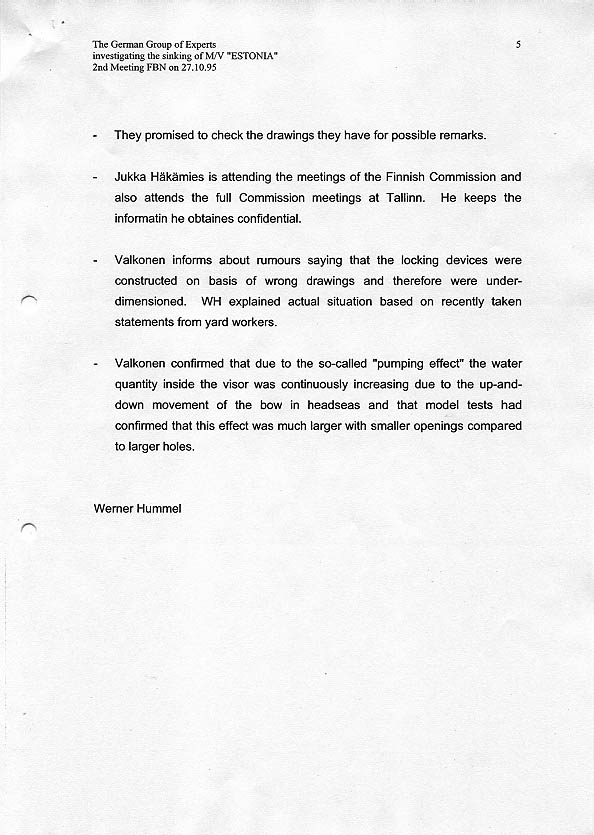 The German Group of Experts 5
investigating the sinking of M/V "ESTONIA"
2nd Meeting FBN on 27.10.95
- They promised to check the drawings they have for possible remarks.
- Jukka Häkämies is attending the meetings of the Finnish Commission and
also attends the full Commission meetings at Tallinn. He keeps the
informatin he obtaines confidential.
- Valkonen informs about rumours saying that the locking devices were
constructed on basis of wrong drawings and therefore were under-
dimensioned. WH explained actual situation based on recently taken
statements from yard workers.
- Valkonen confirmed that due to the so-called "pumping effect" the water
quantity inside the visor was continuously increasing due to the up-and-
down movement of the bow in headseas and that model tests had
confirmed that this effect was much larger with smaller openings compared
to larger holes.
Werner Hummel